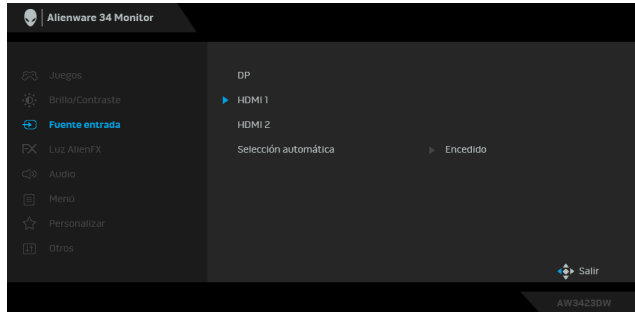 Alienware 34 Monitor
Juegos
Brillo/Contraste
Fuente entrada
Luz AlienFX
Audio
Menú
Personalizar
Otros
DP
HDMI 1
HDMI 2
Selección automática Encedido
Salir
AW3423DW